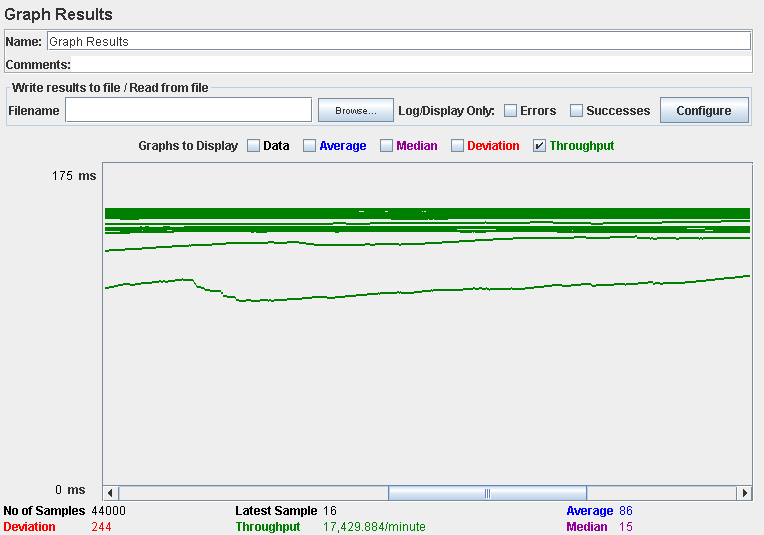 Graph Results
Name: Graph Results
Comments:
Write results to file / Read from file
Filename Browse... Log/Display Only: Errors Successes Configure
Graphs to Display Data Average Median Deviation Throughput
175 ms
0 ms
No of Samples 44000 Latest Sample 16 Average 86
Deviation 244 Throughput 17,429.884/minute Median 15